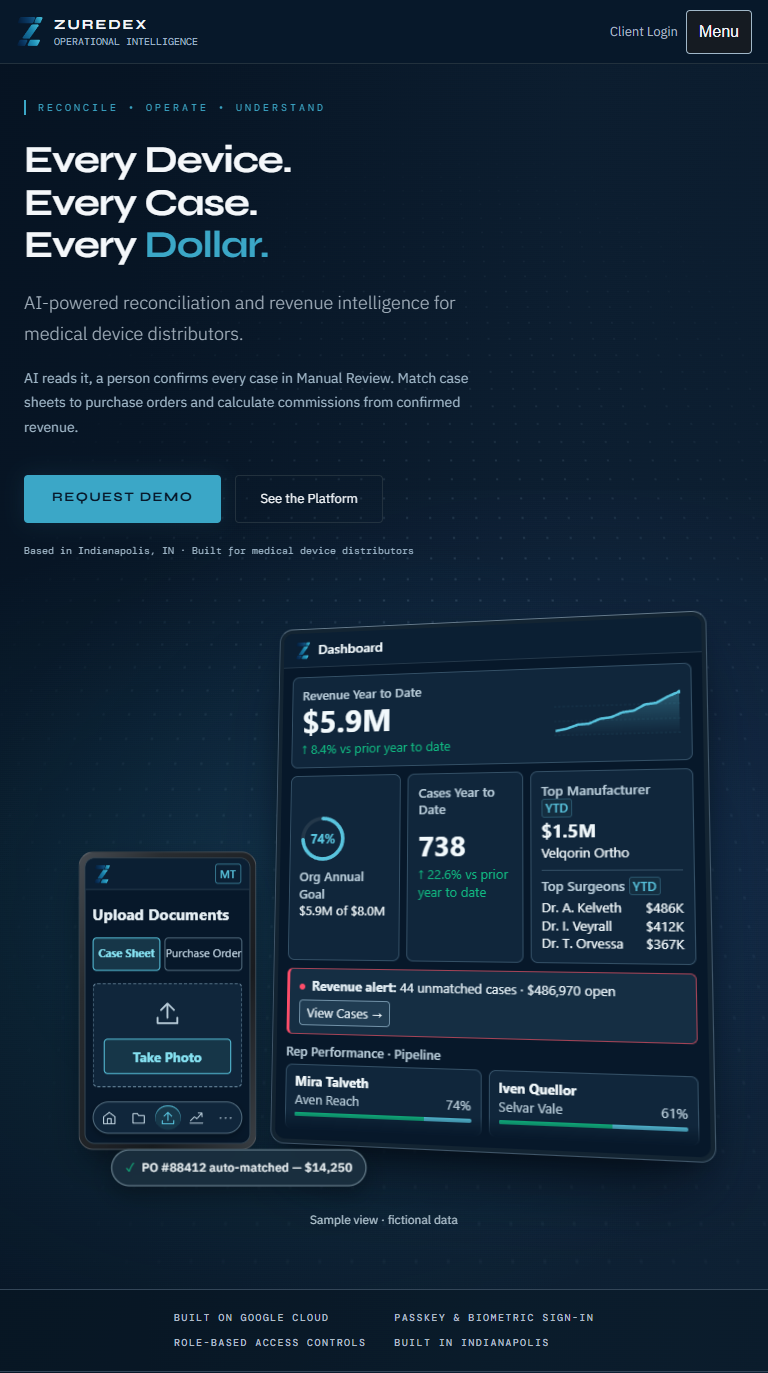 ZUREDEX
OPERATIONAL INTELLIGENCE
Client Login
Menu
RECONCILE • OPERATE • UNDERSTAND
Every Device.
Every Case.
Every Dollar.
AI-powered reconciliation and revenue intelligence for
medical device distributors.
AI reads it, a person confirms every case in Manual Review. Match case
sheets to purchase orders and calculate commissions from confirmed
revenue.
REQUEST DEMO
See the Platform
Based in Indianapolis, IN · Built for medical device distributors
Dashboard
Revenue Year to Date
$5.9M
↑ 8.4% vs prior year to date
74%
Org Annual
Goal
$5.9M of $8.0M
Cases Year to
Date
738
↑ 22.6% vs prior
year to date
Top Manufacturer
YTD
$1.5M
Velqorin Ortho
Top Surgeons YTD
Dr. A. Kelveth $486K
Dr. I. Veyrall $412K
Dr. T. Orvessa $367K
Revenue alert: 44 unmatched cases · $486,970 open
View Cases →
Rep Performance · Pipeline
Mira Talveth
Aven Reach 74%
Iven Quellor
Selvar Vale 61%
MT
Upload Documents
Case Sheet
Purchase Order
Take Photo
✓ PO #88412 auto-matched — $14,250
Sample view · fictional data
BUILT ON GOOGLE CLOUD
PASSKEY & BIOMETRIC SIGN-IN
ROLE-BASED ACCESS CONTROLS
BUILT IN INDIANAPOLIS